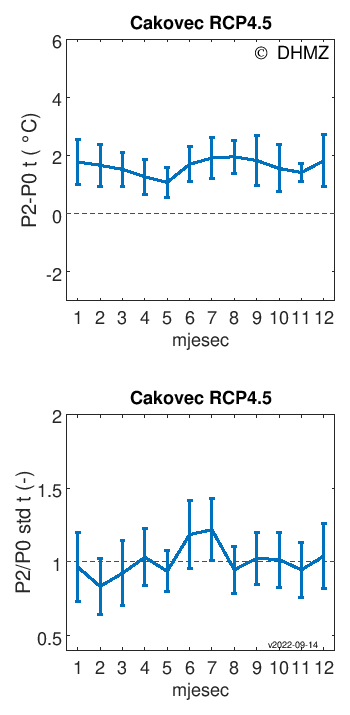 Cakovec RCP4.5
© DHMZ
P2-P0 t ( °C)
6
4
2
0
-2
1 2 3 4 5 6 7 8 9 10 11 12
mjesec
Cakovec RCP4.5
P2/P0 std t (-)
2
1.5
1
0.5
v2022-09-14
1 2 3 4 5 6 7 8 9 10 11 12
mjesec